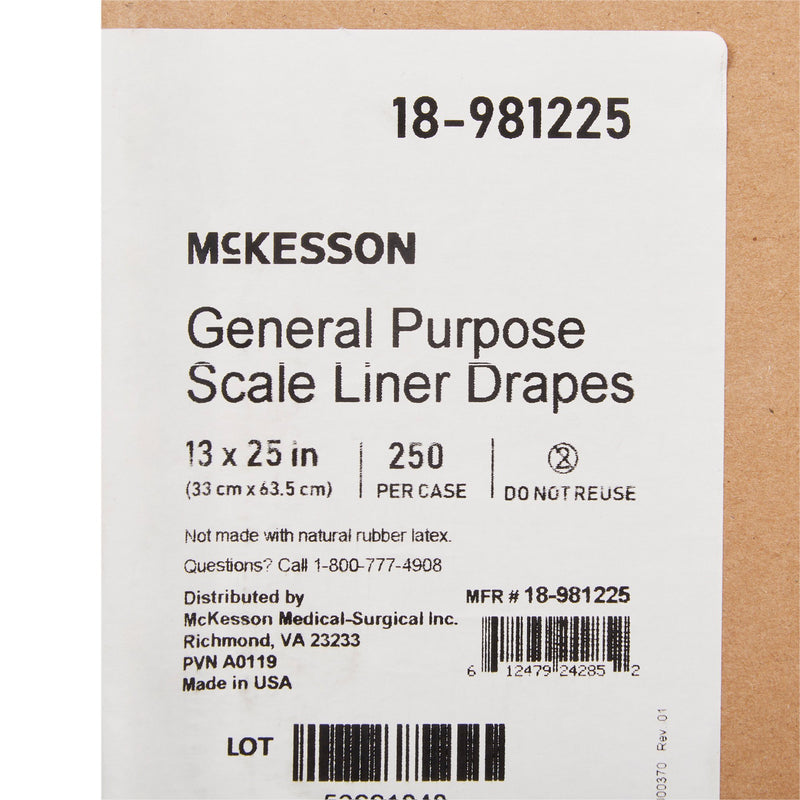 18-981225
McKESSON
General Purpose
Scale Liner Drapes
13 x 25 in
(33 cm x 63.5 cm)
250
PER CASE
2
DO NOT REUSE
Not made with natural rubber latex.
Questions? Call 1-800-777-4908
Distributed by
McKesson Medical-Surgical Inc.
Richmond, VA 23233
PVN A0119
Made in USA
MFR # 18-981225
6 12479 24285 2
LOT
Rev. 01